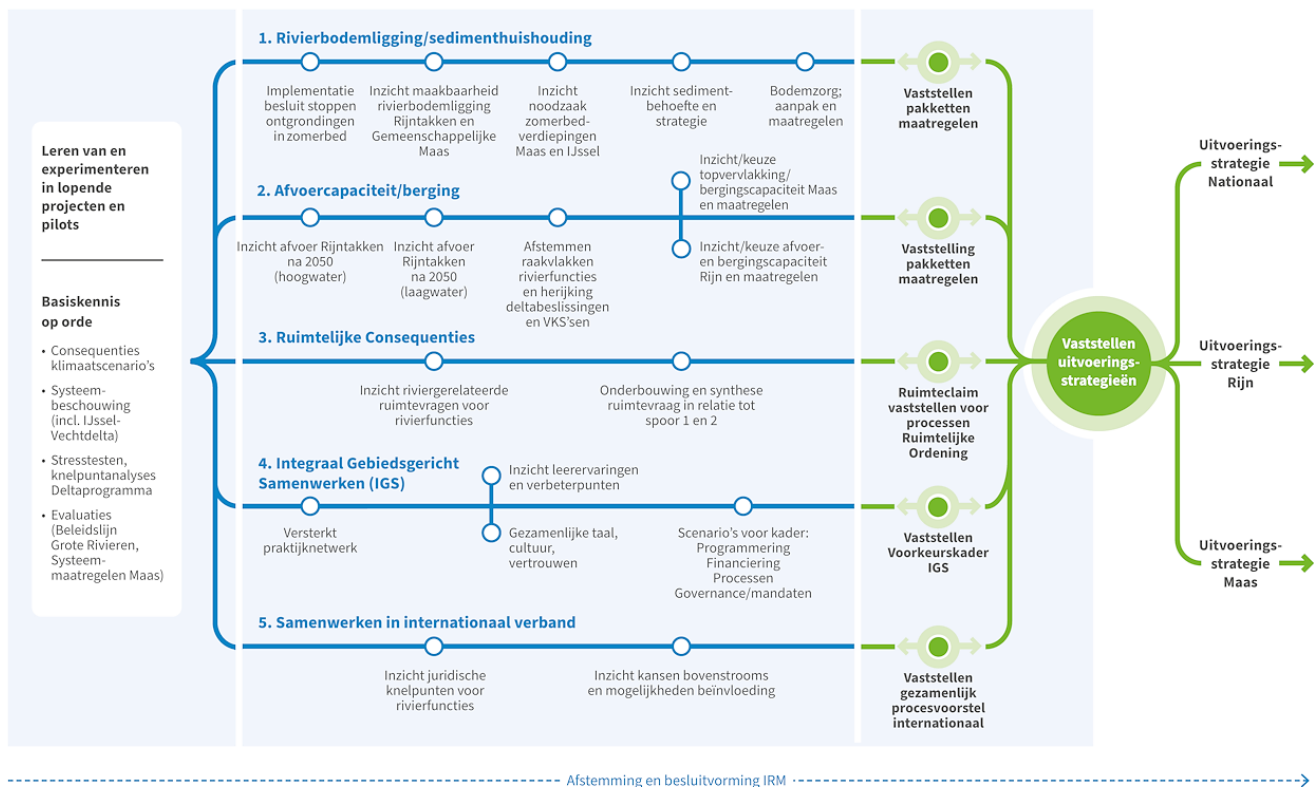 Leren van en
experimenteren
in lopende
projecten en
pilots
Basiskennis
op orde
• Consequenties
klimaatscenario's
• Systeem-
beschouwing
(incl. IJssel-
Vechtdelta)
• Stresstesten,
knelpuntanalyses
Deltaprogramma
• Evaluaties
(Beleidslijn
Grote Rivieren,
Systeem-
maatregelen Maas)
1. Rivierbodemligging/sedimenthuishouding
Implementatie
besluit stoppen
ontgrondingen
in zomerbed
Inzicht maakbaarheid
rivierbodemligging
Rijntakken en
Gemeenschappelijke
Maas
Inzicht
noodzaak
zomerbed-
verdiepingen
Maas en IJssel
Inzicht sediment-
behoefte en
strategie
Bodemzorg;
aanpak en
maatregelen
Vaststellen
pakketten
maatregelen
2. Afvoercapaciteit/berging
Inzicht afvoer Rijntakken
na 2050
(hoogwater)
Inzicht afvoer
Rijntakken
na 2050
(laagwater)
Afstemmen
raakvlakken
rivierfuncties
en herijking
deltabeslissingen
en VKS'sen
Inzicht/keuze
topvervlakking/
bergingscapaciteit Maas
en maatregelen
Inzicht/keuze afvoer-
en bergingscapaciteit
Rijn en maatregelen
Vaststelling
pakketten
maatregelen
3. Ruimtelijke Consequenties
Inzicht riviergerelateerde
ruimtevragen voor
rivierfuncties
Onderbouwing en synthese
ruimtevraag in relatie tot
spoor 1 en 2
Ruimteclaim
vaststellen voor
processen
Ruimtelijke
Ordening
4. Integraal Gebiedsgericht
Samenwerken (IGS)
Versterkt
praktijknetwerk
Inzicht leerervaringen
en verbeterpunten
Gezamenlijke taal,
cultuur,
vertrouwen
Scenario's voor kader:
Programmering
Financiering
Processen
Governance/mandaten
Vaststellen
Voorkeurskader
IGS
5. Samenwerken in internationaal verband
Inzicht juridische
knelpunten voor
rivierfuncties
Inzicht kansen bovenstrooms
en mogelijkheden beïnvloeding
Vaststellen
gezamenlijk
procesvoorstel
internationaal
Vaststellen
uitvoerings-
strategieën
Uitvoerings-
strategie
Nationaal
Uitvoerings-
strategie
Rijn
Uitvoerings-
strategie
Maas
Afstemming en besluitvorming IRM